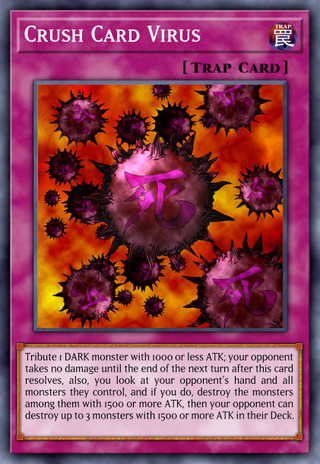 Crush Card Virus
TRAP
罠
[Trap Card]
死
死
Tribute 1 DARK monster with 1000 or less ATK; your opponent
takes no damage until the end of the next turn after this card
resolves, also, you look at your opponent's hand and all
monsters they control, and if you do, destroy the monsters
among them with 1500 or more ATK, then your opponent can
destroy up to 3 monsters with 1500 or more ATK in their Deck.